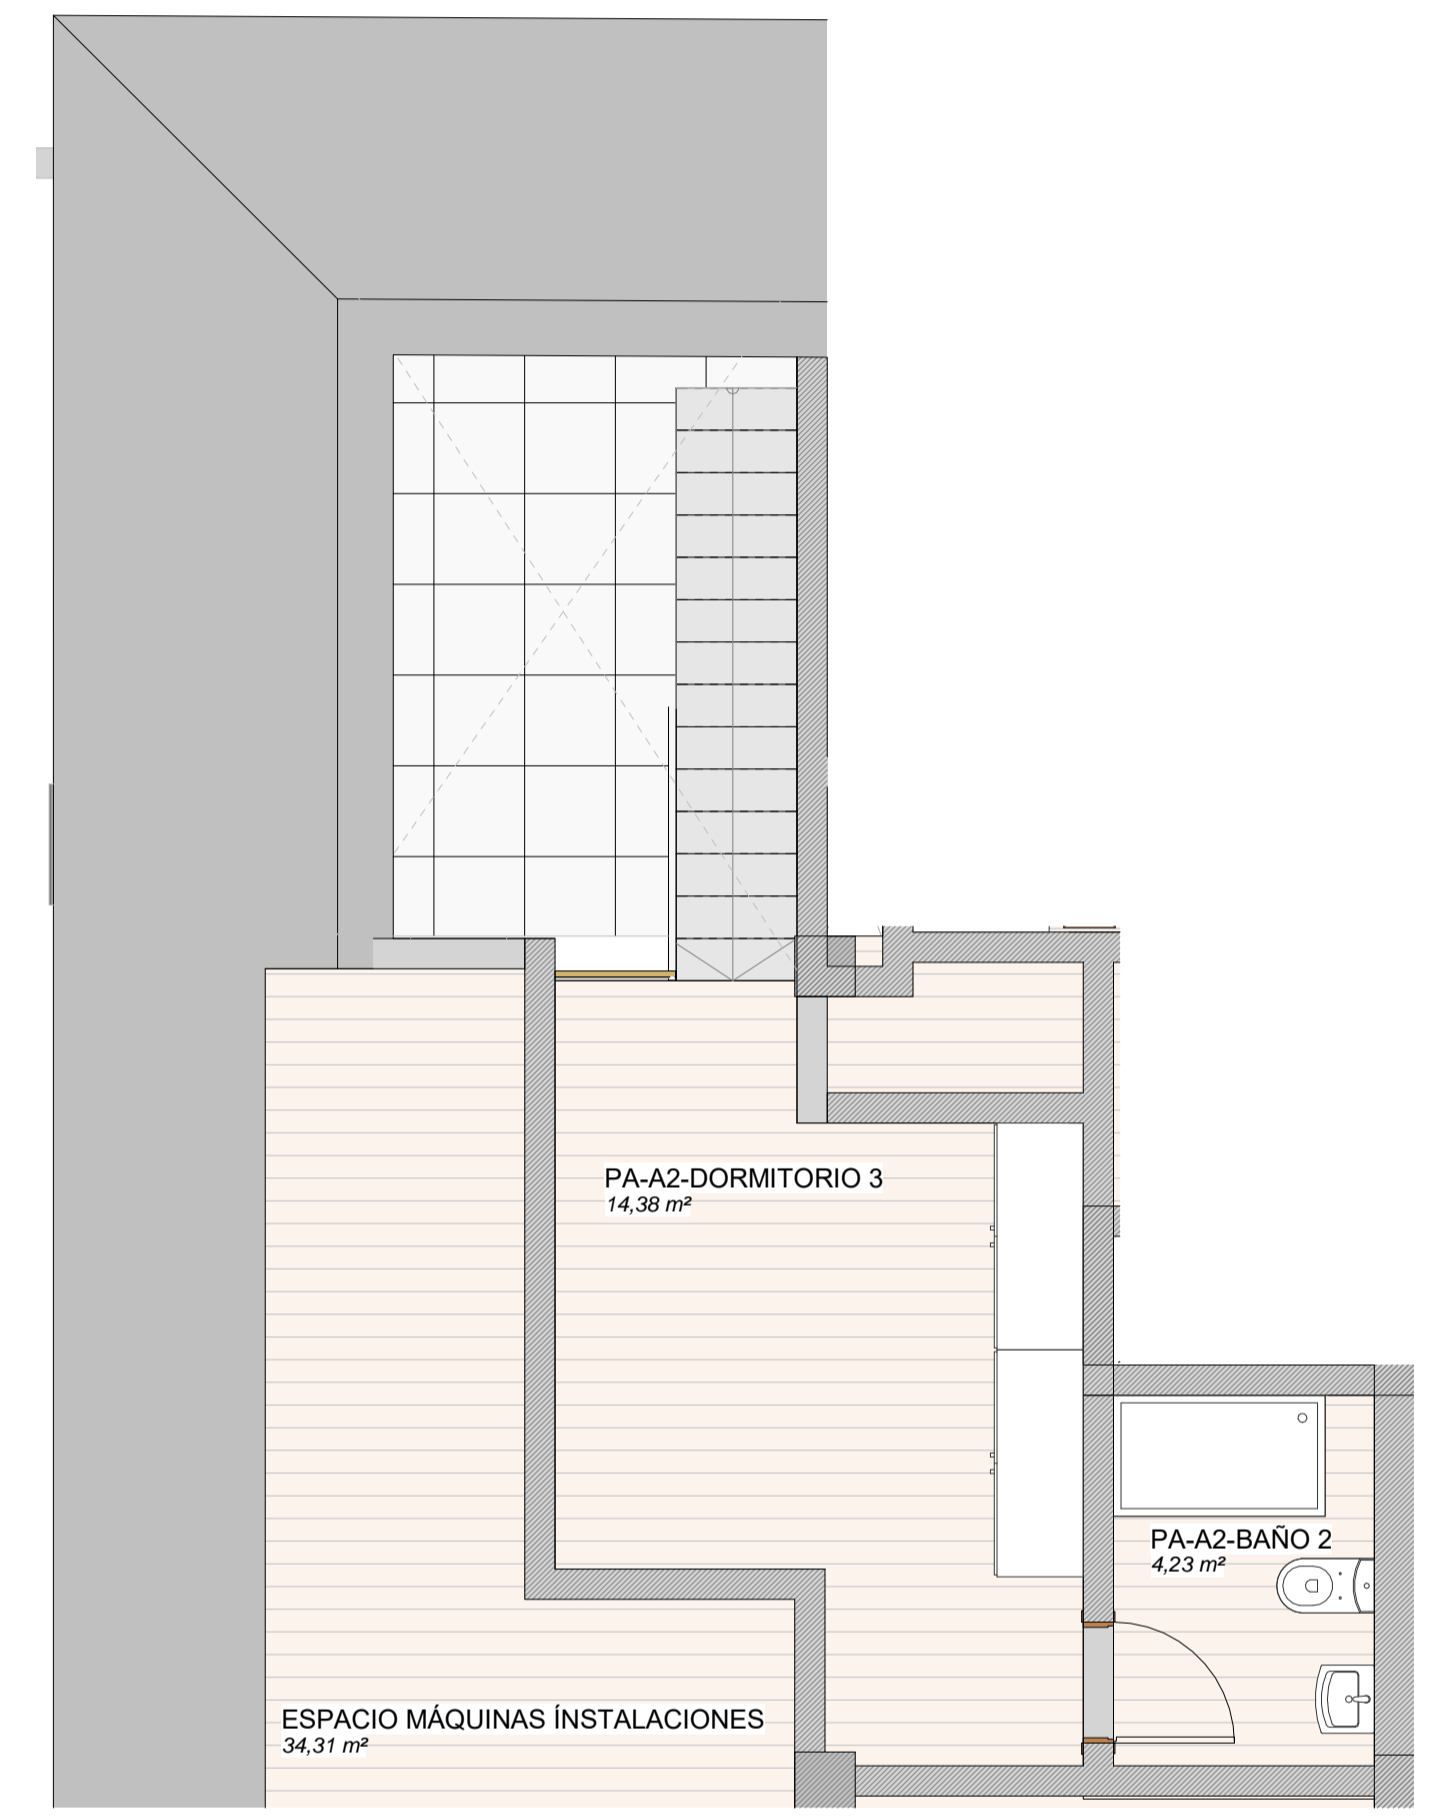 PA-A2-DORMITORIO 3
14,38 m²
PA-A2-BAÑO 2
4,23 m²
ESPACIO MÁQUINAS ÍNSTALACIONES
34,31 m²